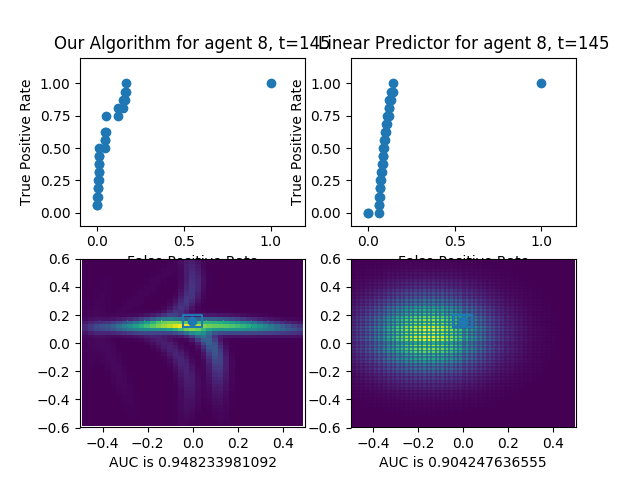 Our Algorithm for agent 8, t=145
Linear Predictor for agent 8, t=145
True Positive Rate
1.00
0.75
0.50
0.25
0.00
0.0 0.5 1.0
False Positive Rate
True Positive Rate
1.00
0.75
0.50
0.25
0.00
0.0 0.5 1.0
False Positive Rate
0.6
0.4
0.2
0.0
−0.2
−0.4
−0.6
−0.4 −0.2 0.0 0.2 0.4
AUC is 0.948233981092
0.6
0.4
0.2
0.0
−0.2
−0.4
−0.6
−0.4 −0.2 0.0 0.2 0.4
AUC is 0.904247636555